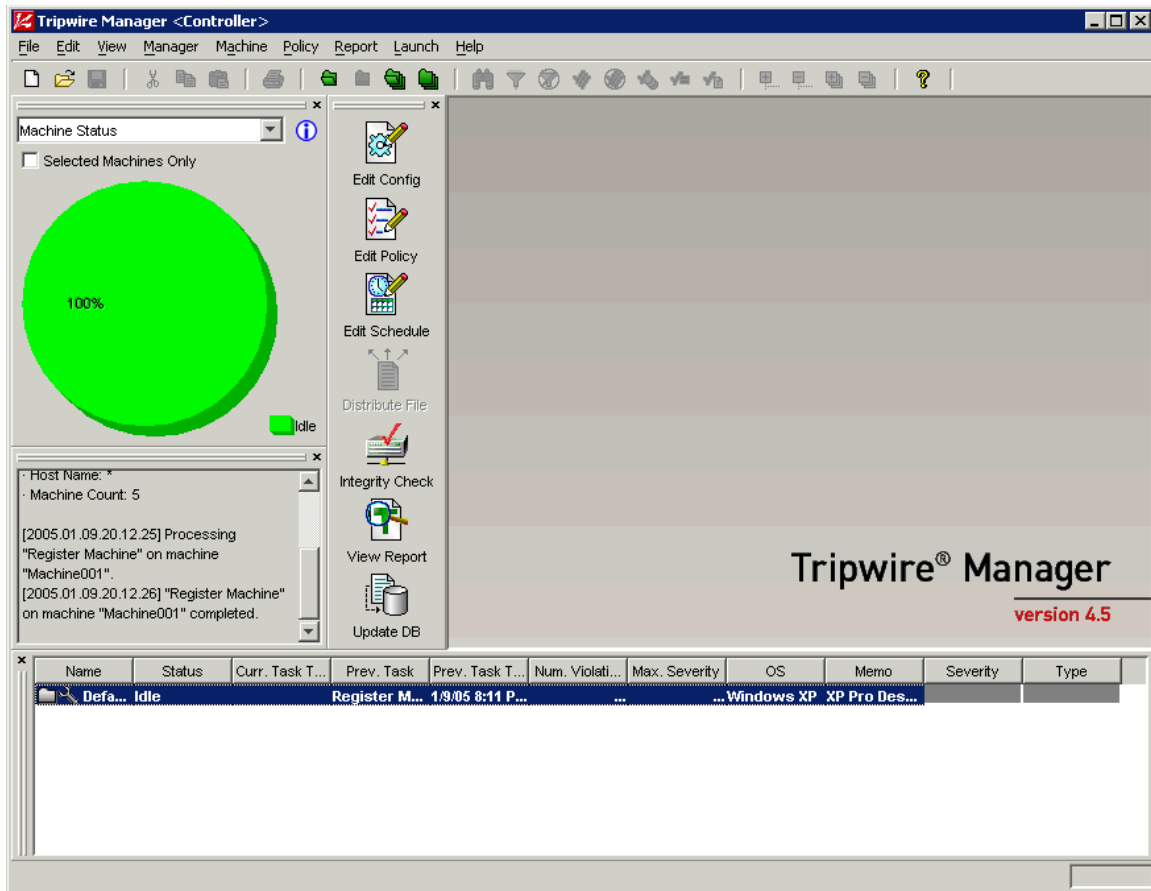 Tripwire Manager <Controller>
File Edit View Manager Machine Policy Report Launch Help
Machine Status
Selected Machines Only
100%
Idle
· Host Name: *
· Machine Count: 5
[2005.01.09.20.12.25] Processing
"Register Machine" on machine
"Machine001".
[2005.01.09.20.12.26] "Register Machine"
on machine "Machine001" completed.
Edit Config
Edit Policy
Edit Schedule
Distribute File
Integrity Check
View Report
Update DB
Tripwire® Manager
version 4.5
Name Status Curr. Task T... Prev. Task Prev. Task T... Num. Violati... Max. Severity OS Memo Severity Type
Defa... Idle Register M... 1/9/05 8:11 P... ... ... Windows XP XP Pro Des...